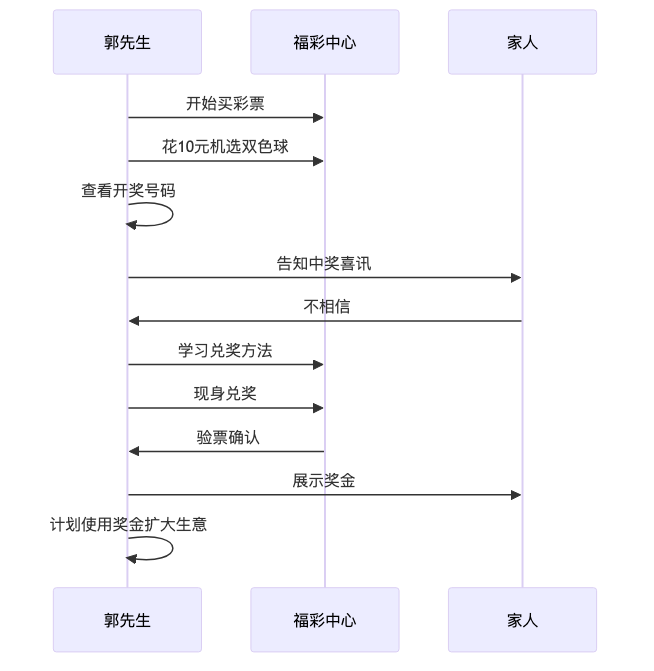 郭先生
福彩中心
家人
开始买彩票
花10元机选双色球
查看开奖号码
告知中奖喜讯
不相信
学习兑奖方法
现身兑奖
验票确认
展示奖金
计划使用奖金扩大生意
郭先生
福彩中心
家人